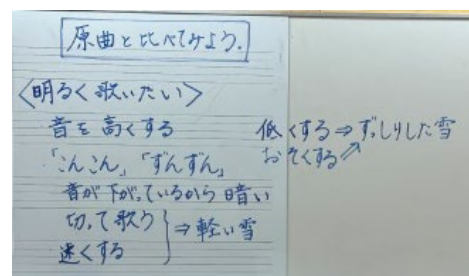 原曲と比べてみよう.
〈明るく歌いたい〉
音を高くする
「こんこん」「ずんずん」
音が下がっているから暗い
切って歌う
速くする
⇒軽い雪
低くする⇒ずっしりした雪
おそくする↗